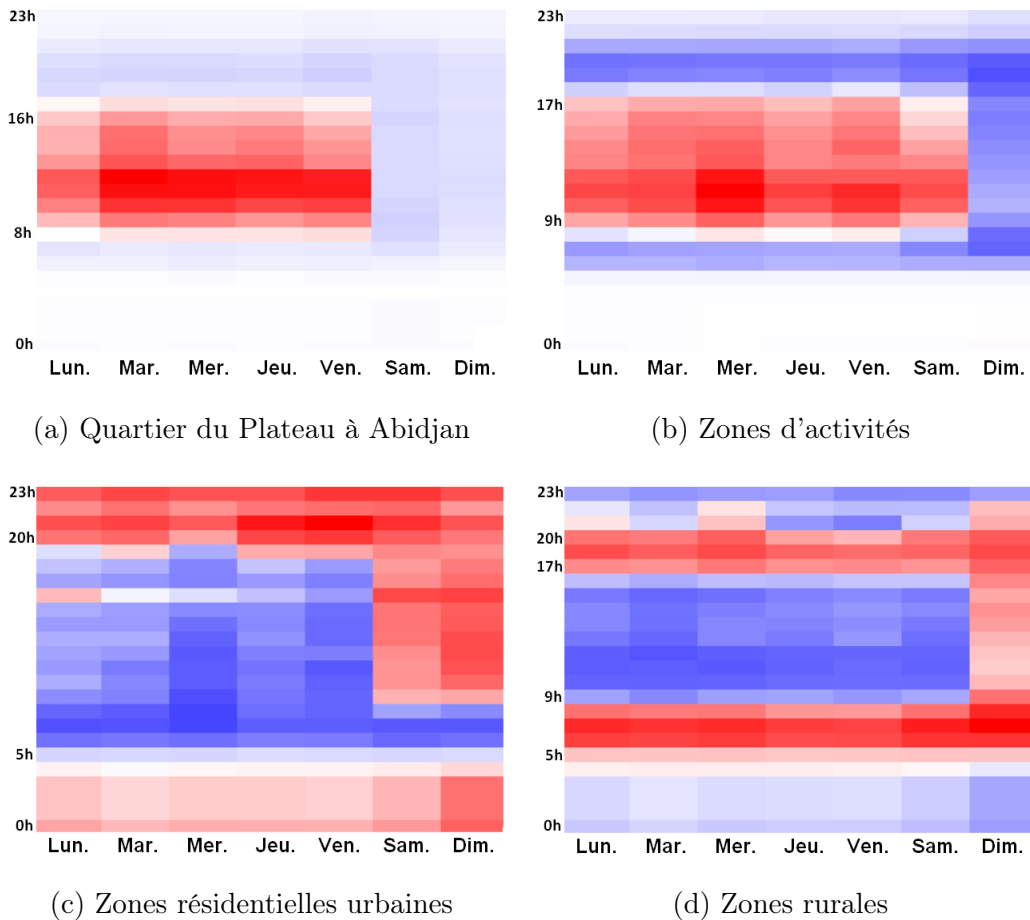 23h
16h
8h
0h
Lun. Mar. Mer. Jeu. Ven. Sam. Dim.
(a) Quartier du Plateau à Abidjan
23h
17h
9h
0h
Lun. Mar. Mer. Jeu. Ven. Sam. Dim.
(b) Zones d'activités
23h
20h
5h
0h
Lun. Mar. Mer. Jeu. Ven. Sam. Dim.
(c) Zones résidentielles urbaines
23h
20h
17h
9h
5h
0h
Lun. Mar. Mer. Jeu. Ven. Sam. Dim.
(d) Zones rurales